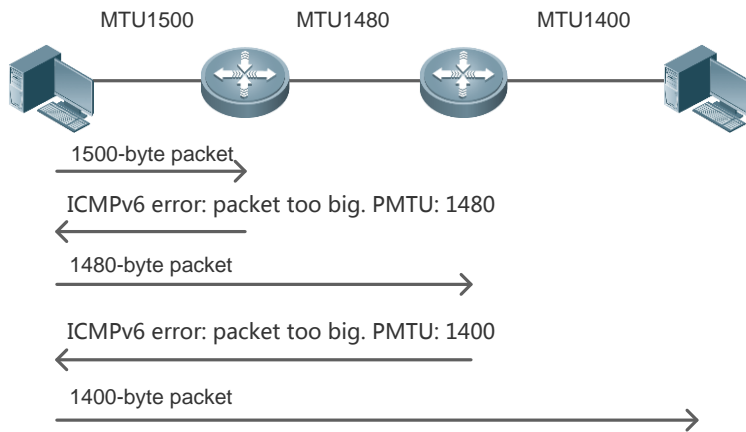 MTU1500 MTU1480 MTU1400
1500-byte packet
ICMPv6 error: packet too big. PMTU: 1480
1480-byte packet
ICMPv6 error: packet too big. PMTU: 1400
1400-byte packet